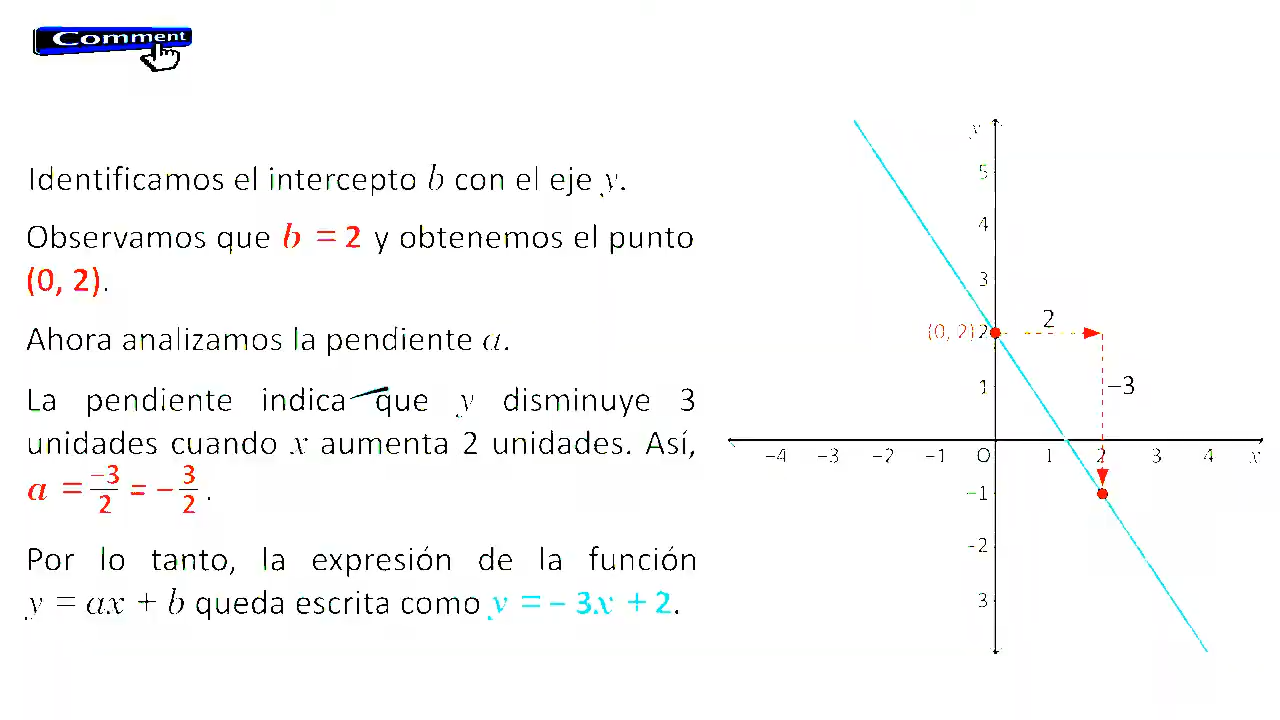 Comment
Identificamos el intercepto b con el eje y.
Observamos que b = 2 y obtenemos el punto
(0, 2).
Ahora analizamos la pendiente a.
La pendiente indica que y disminuye 3
unidades cuando x aumenta 2 unidades. Así,
a = −3/2 = − 3/2 .
Por lo tanto, la expresión de la función
y = ax + b queda escrita como y = − 3x + 2.
y
5
4
3
(0, 2) 2 2
1 −3
−4 −3 −2 −1 O 1 2 3 4 x
−1
−2
3